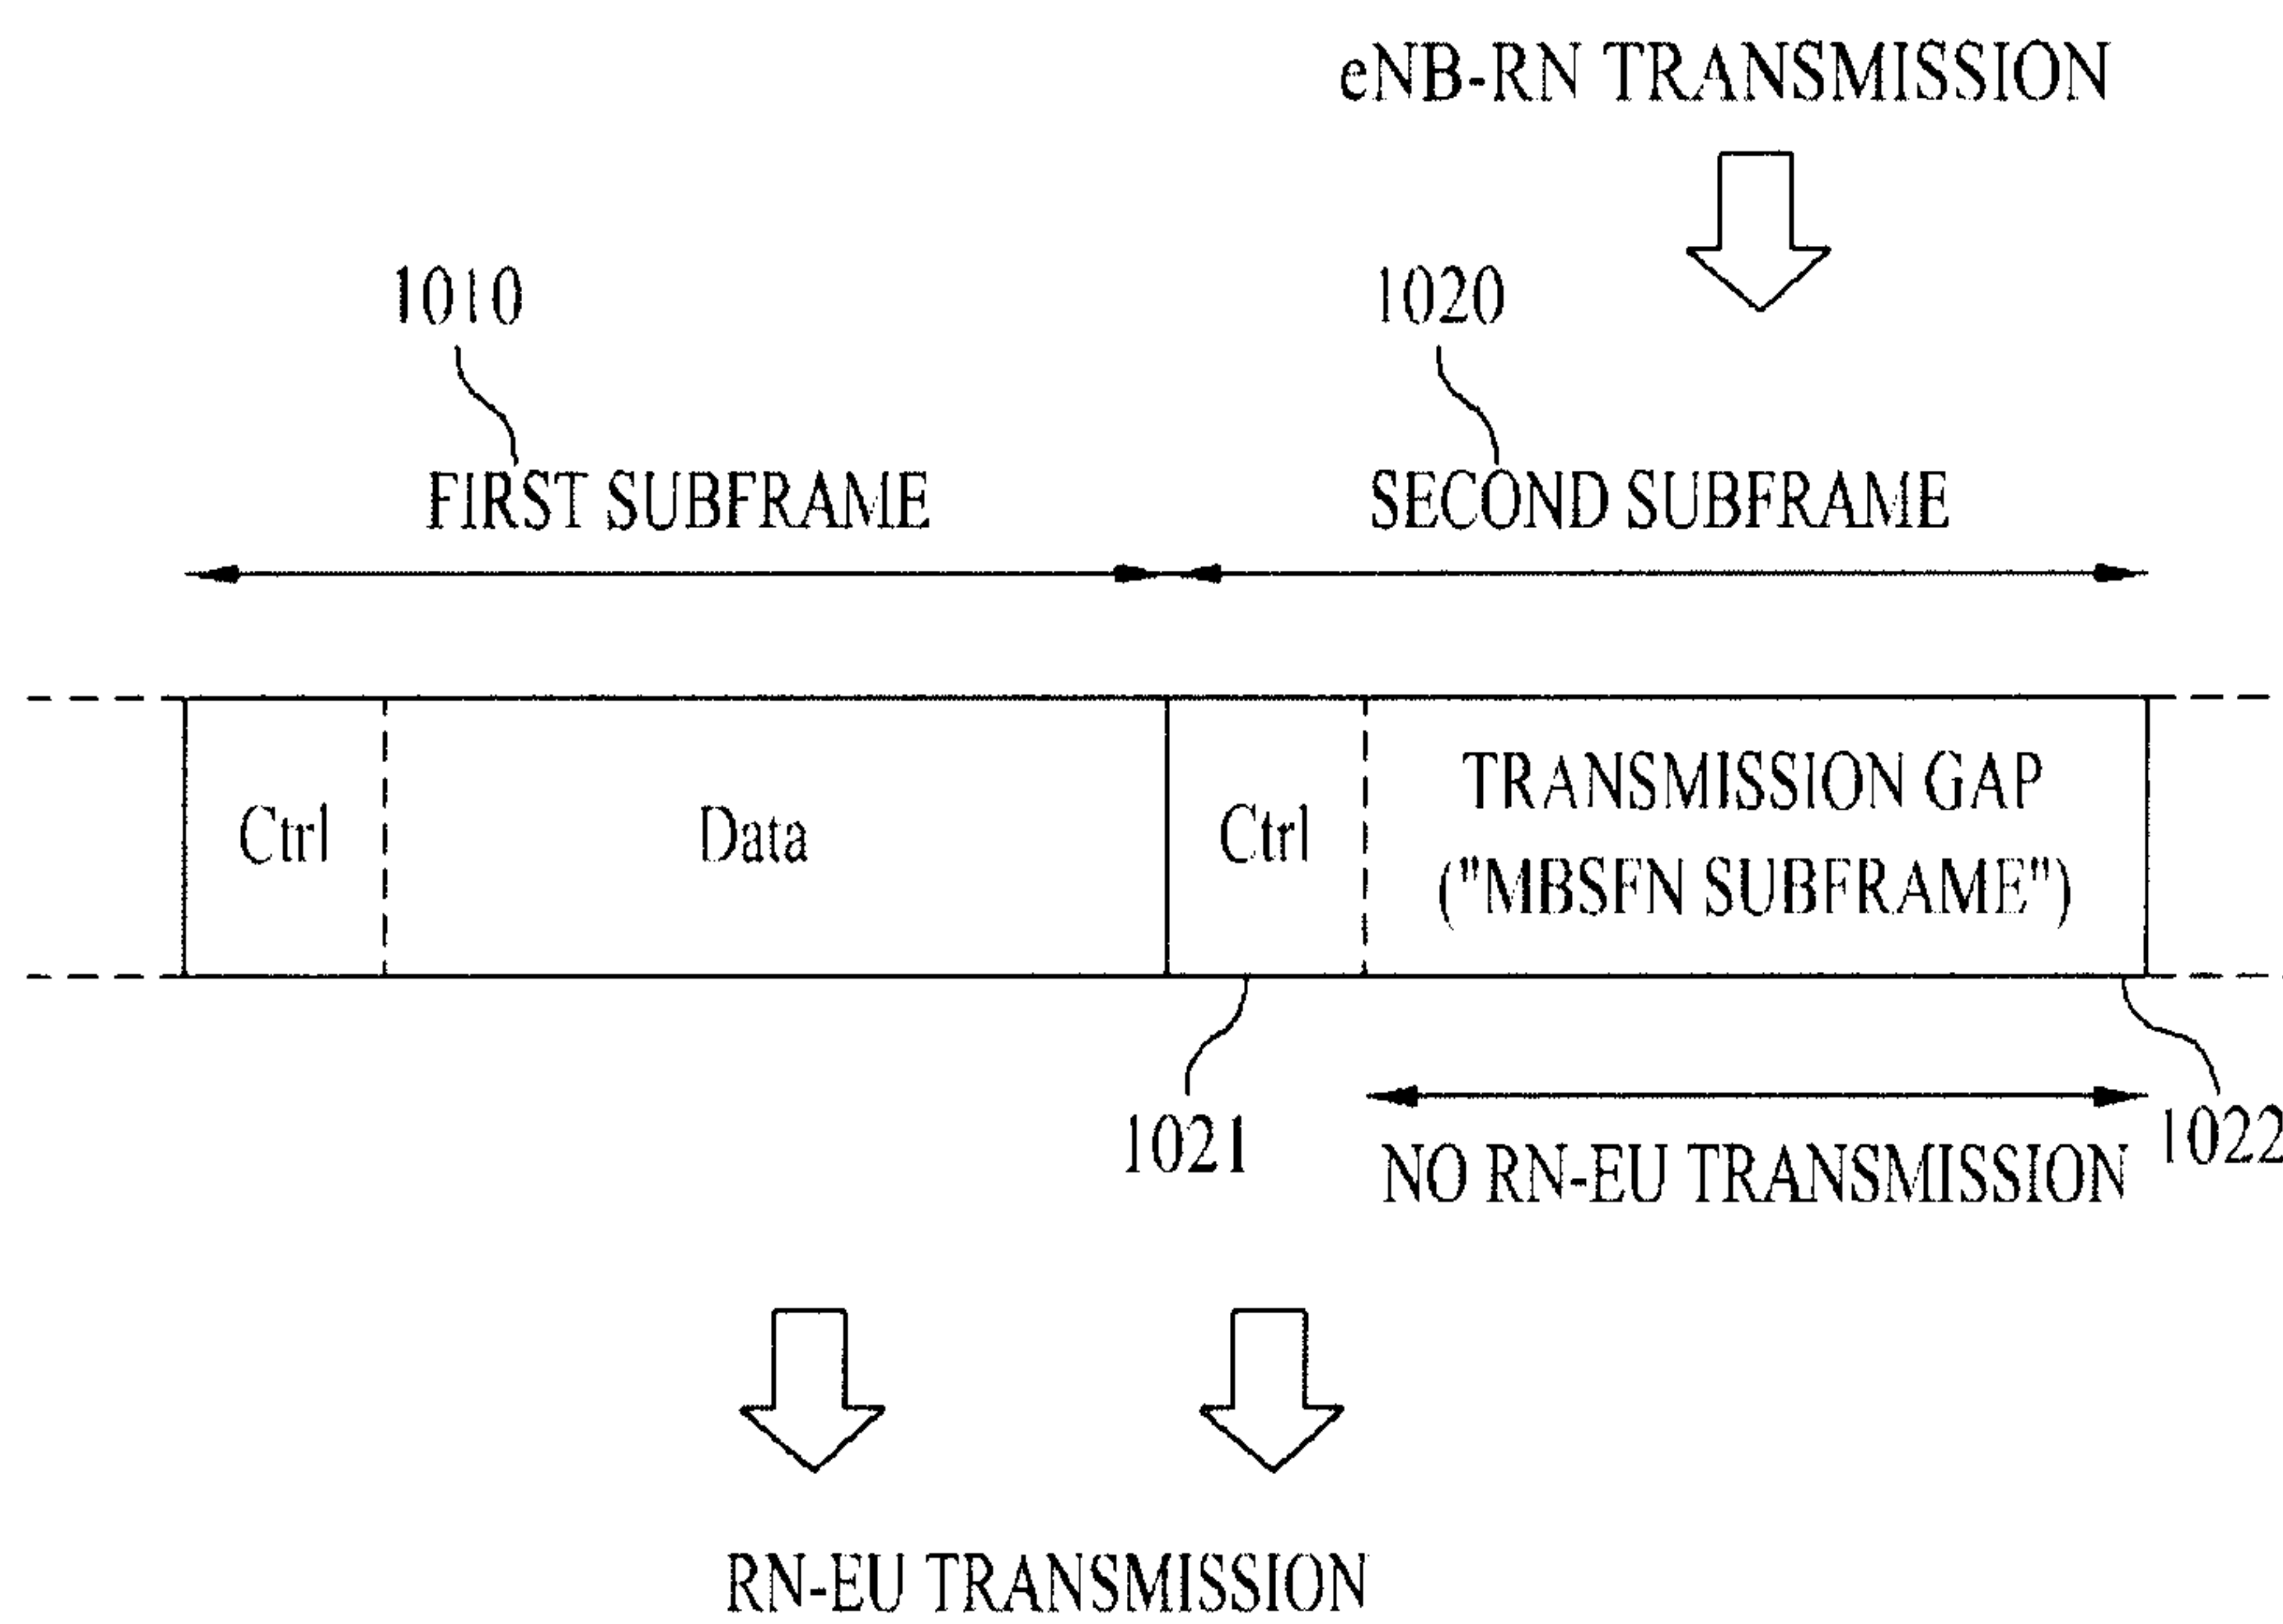 eNB-RN TRANSMISSION
1010
1020
FIRST SUBFRAME
SECOND SUBFRAME
Ctrl
Data
Ctrl
TRANSMISSION GAP
("MBSFN SUBFRAME")
1021
1022
NO RN-EU TRANSMISSION
RN-EU TRANSMISSION